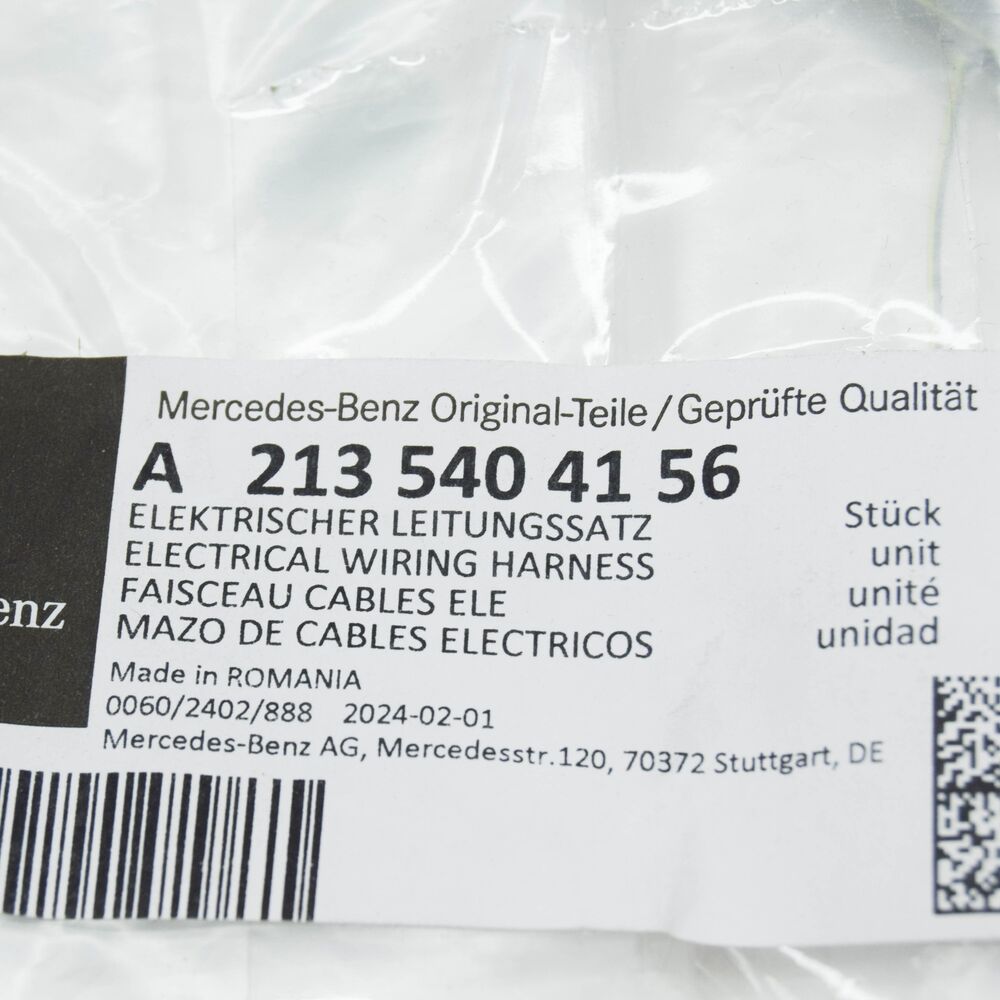 Mercedes-Benz Original-Teile/Geprüfte Qualität
A 213 540 41 56
ELEKTRISCHER LEITUNGSSATZ Stück
ELECTRICAL WIRING HARNESS unit
FAISCEAU CABLES ELE unité
MAZO DE CABLES ELECTRICOS unidad
enz
Made in ROMANIA
0060/2402/888 2024-02-01
Mercedes-Benz AG, Mercedesstr.120, 70372 Stuttgart, DE